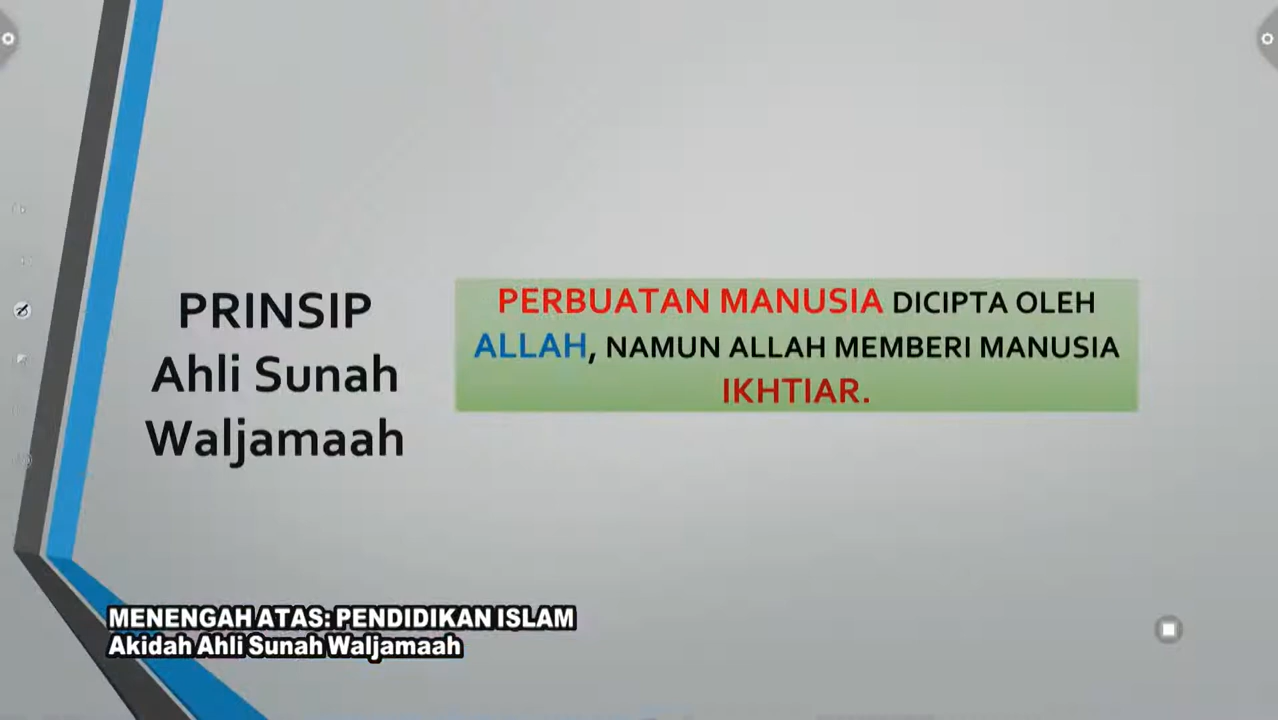 PRINSIP
Ahli Sunah
Waljamaah
PERBUATAN MANUSIA DICIPTA OLEH
ALLAH, NAMUN ALLAH MEMBERI MANUSIA
IKHTIAR.
MENENGAH ATAS: PENDIDIKAN ISLAM
Akidah Ahli Sunah Waljamaah